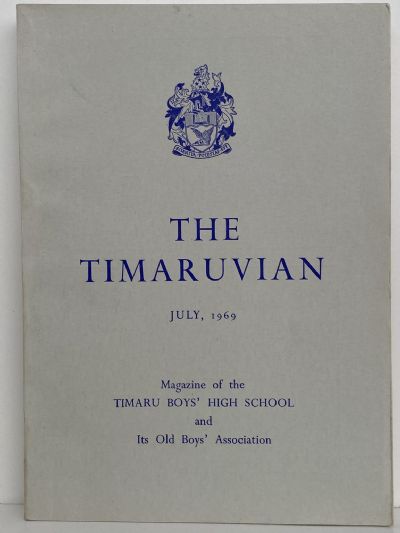 THE
TIMARUVIAN
JULY, 1969
Magazine of the
TIMARU BOYS' HIGH SCHOOL
and
Its Old Boys' Association